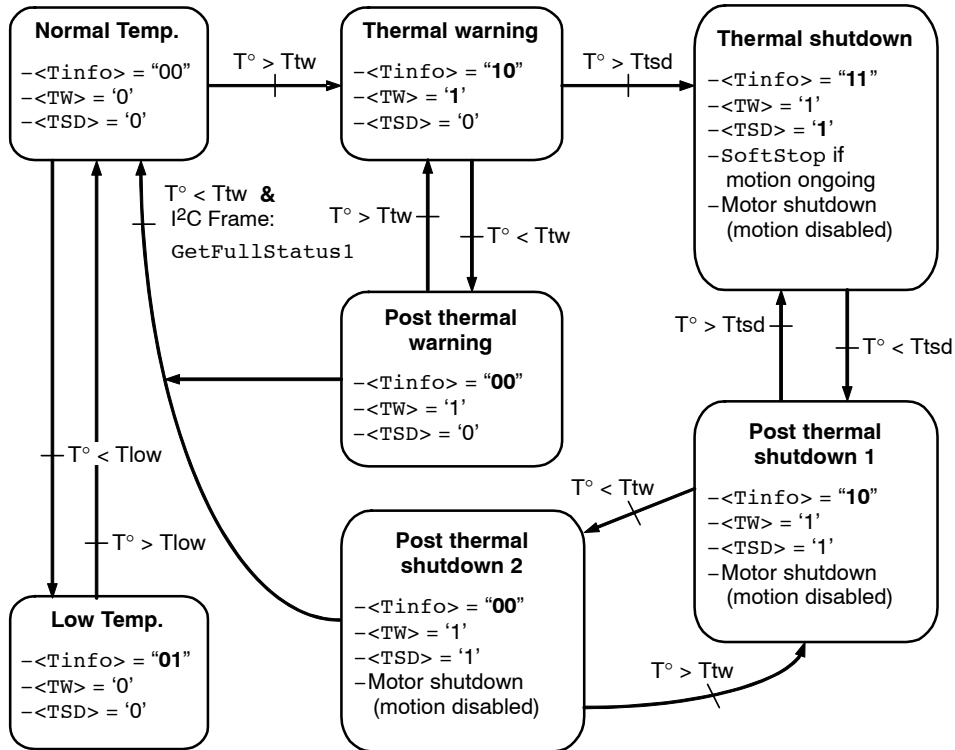 Normal Temp.
–<Tinfo> = “00”
–<TW> = ‘0’
–<TSD> = ‘0’
T° > Ttw
Thermal warning
–<Tinfo> = “10”
–<TW> = ‘1’
–<TSD> = ‘0’
T° > Ttsd
Thermal shutdown
–<Tinfo> = “11”
–<TW> = ‘1’
–<TSD> = ‘1’
–SoftStop if
motion ongoing
–Motor shutdown
(motion disabled)
T° < Ttw &
I²C Frame:
GetFullStatus1
T° > Ttw
T° < Ttw
T° > Ttsd
T° < Ttsd
Post thermal
warning
–<Tinfo> = “00”
–<TW> = ‘1’
–<TSD> = ‘0’
Post thermal
shutdown 1
–<Tinfo> = “10”
–<TW> = ‘1’
–<TSD> = ‘1’
–Motor shutdown
(motion disabled)
T° < Tlow
T° > Tlow
T° < Ttw
Post thermal
shutdown 2
–<Tinfo> = “00”
–<TW> = ‘1’
–<TSD> = ‘1’
–Motor shutdown
(motion disabled)
T° > Ttw
Low Temp.
–<Tinfo> = “01”
–<TW> = ‘0’
–<TSD> = ‘0’